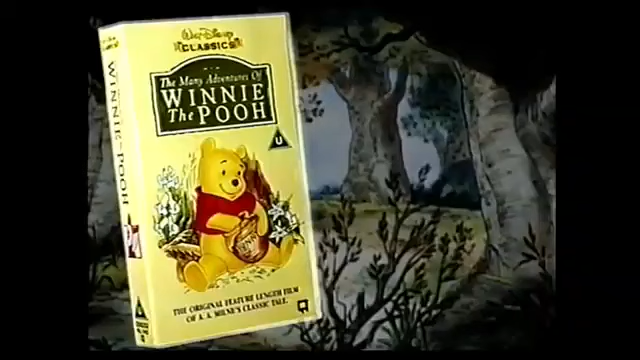 Walt Disney
CLASSICS
The Many Adventures Of
WINNIE
The POOH
U
THE ORIGINAL FEATURE LENGTH FILM
OF A. A. MILNE'S CLASSIC TALE.
WINNIE THE POOH